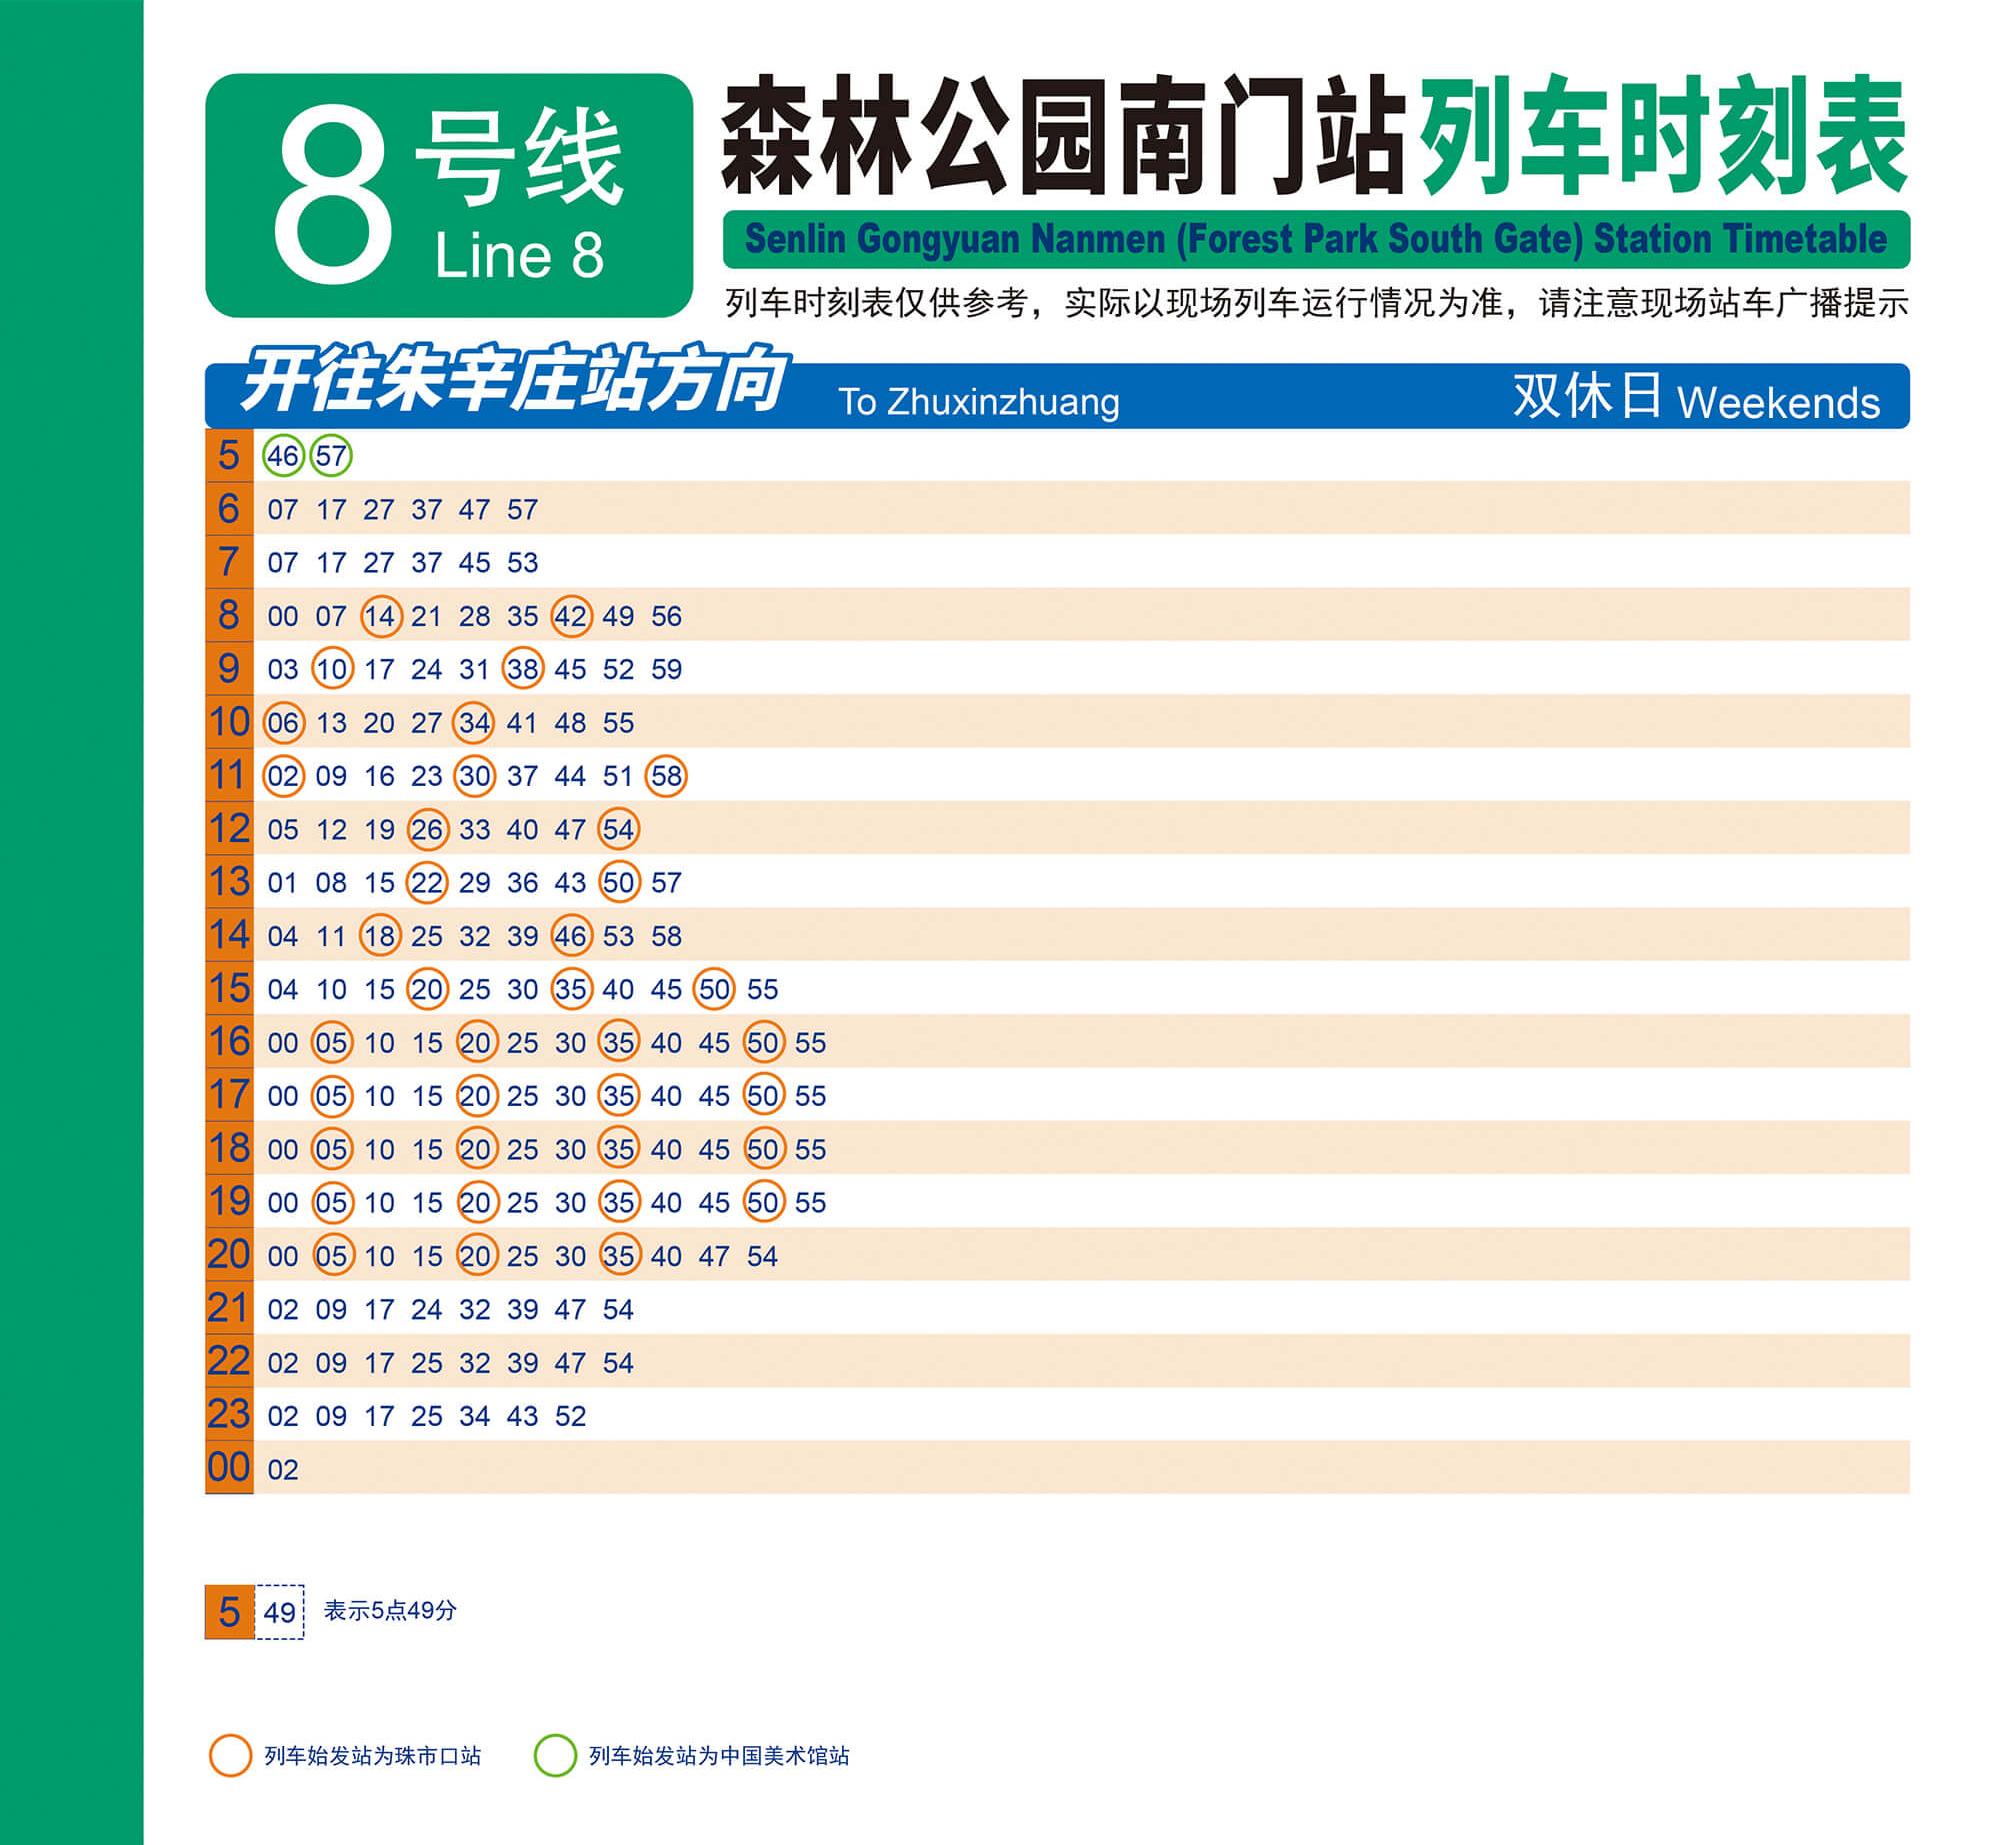 8号线
Line 8
森林公园南门站列车时刻表
Senlin Gongyuan Nanmen (Forest Park South Gate) Station Timetable
列车时刻表仅供参考，实际以现场列车运行情况为准，请注意现场站车广播提示
开往朱辛庄站方向 To Zhuxinzhuang 双休日 Weekends
5 46 57
6 07 17 27 37 47 57
7 07 17 27 37 45 53
8 00 07 14 21 28 35 42 49 56
9 03 10 17 24 31 38 45 52 59
10 06 13 20 27 34 41 48 55
11 02 09 16 23 30 37 44 51 58
12 05 12 19 26 33 40 47 54
13 01 08 15 22 29 36 43 50 57
14 04 11 18 25 32 39 46 53 58
15 04 10 15 20 25 30 35 40 45 50 55
16 00 05 10 15 20 25 30 35 40 45 50 55
17 00 05 10 15 20 25 30 35 40 45 50 55
18 00 05 10 15 20 25 30 35 40 45 50 55
19 00 05 10 15 20 25 30 35 40 45 50 55
20 00 05 10 15 20 25 30 35 40 47 54
21 02 09 17 24 32 39 47 54
22 02 09 17 25 32 39 47 54
23 02 09 17 25 34 43 52
00 02
5 49 表示5点49分
列车始发站为珠市口站 列车始发站为中国美术馆站